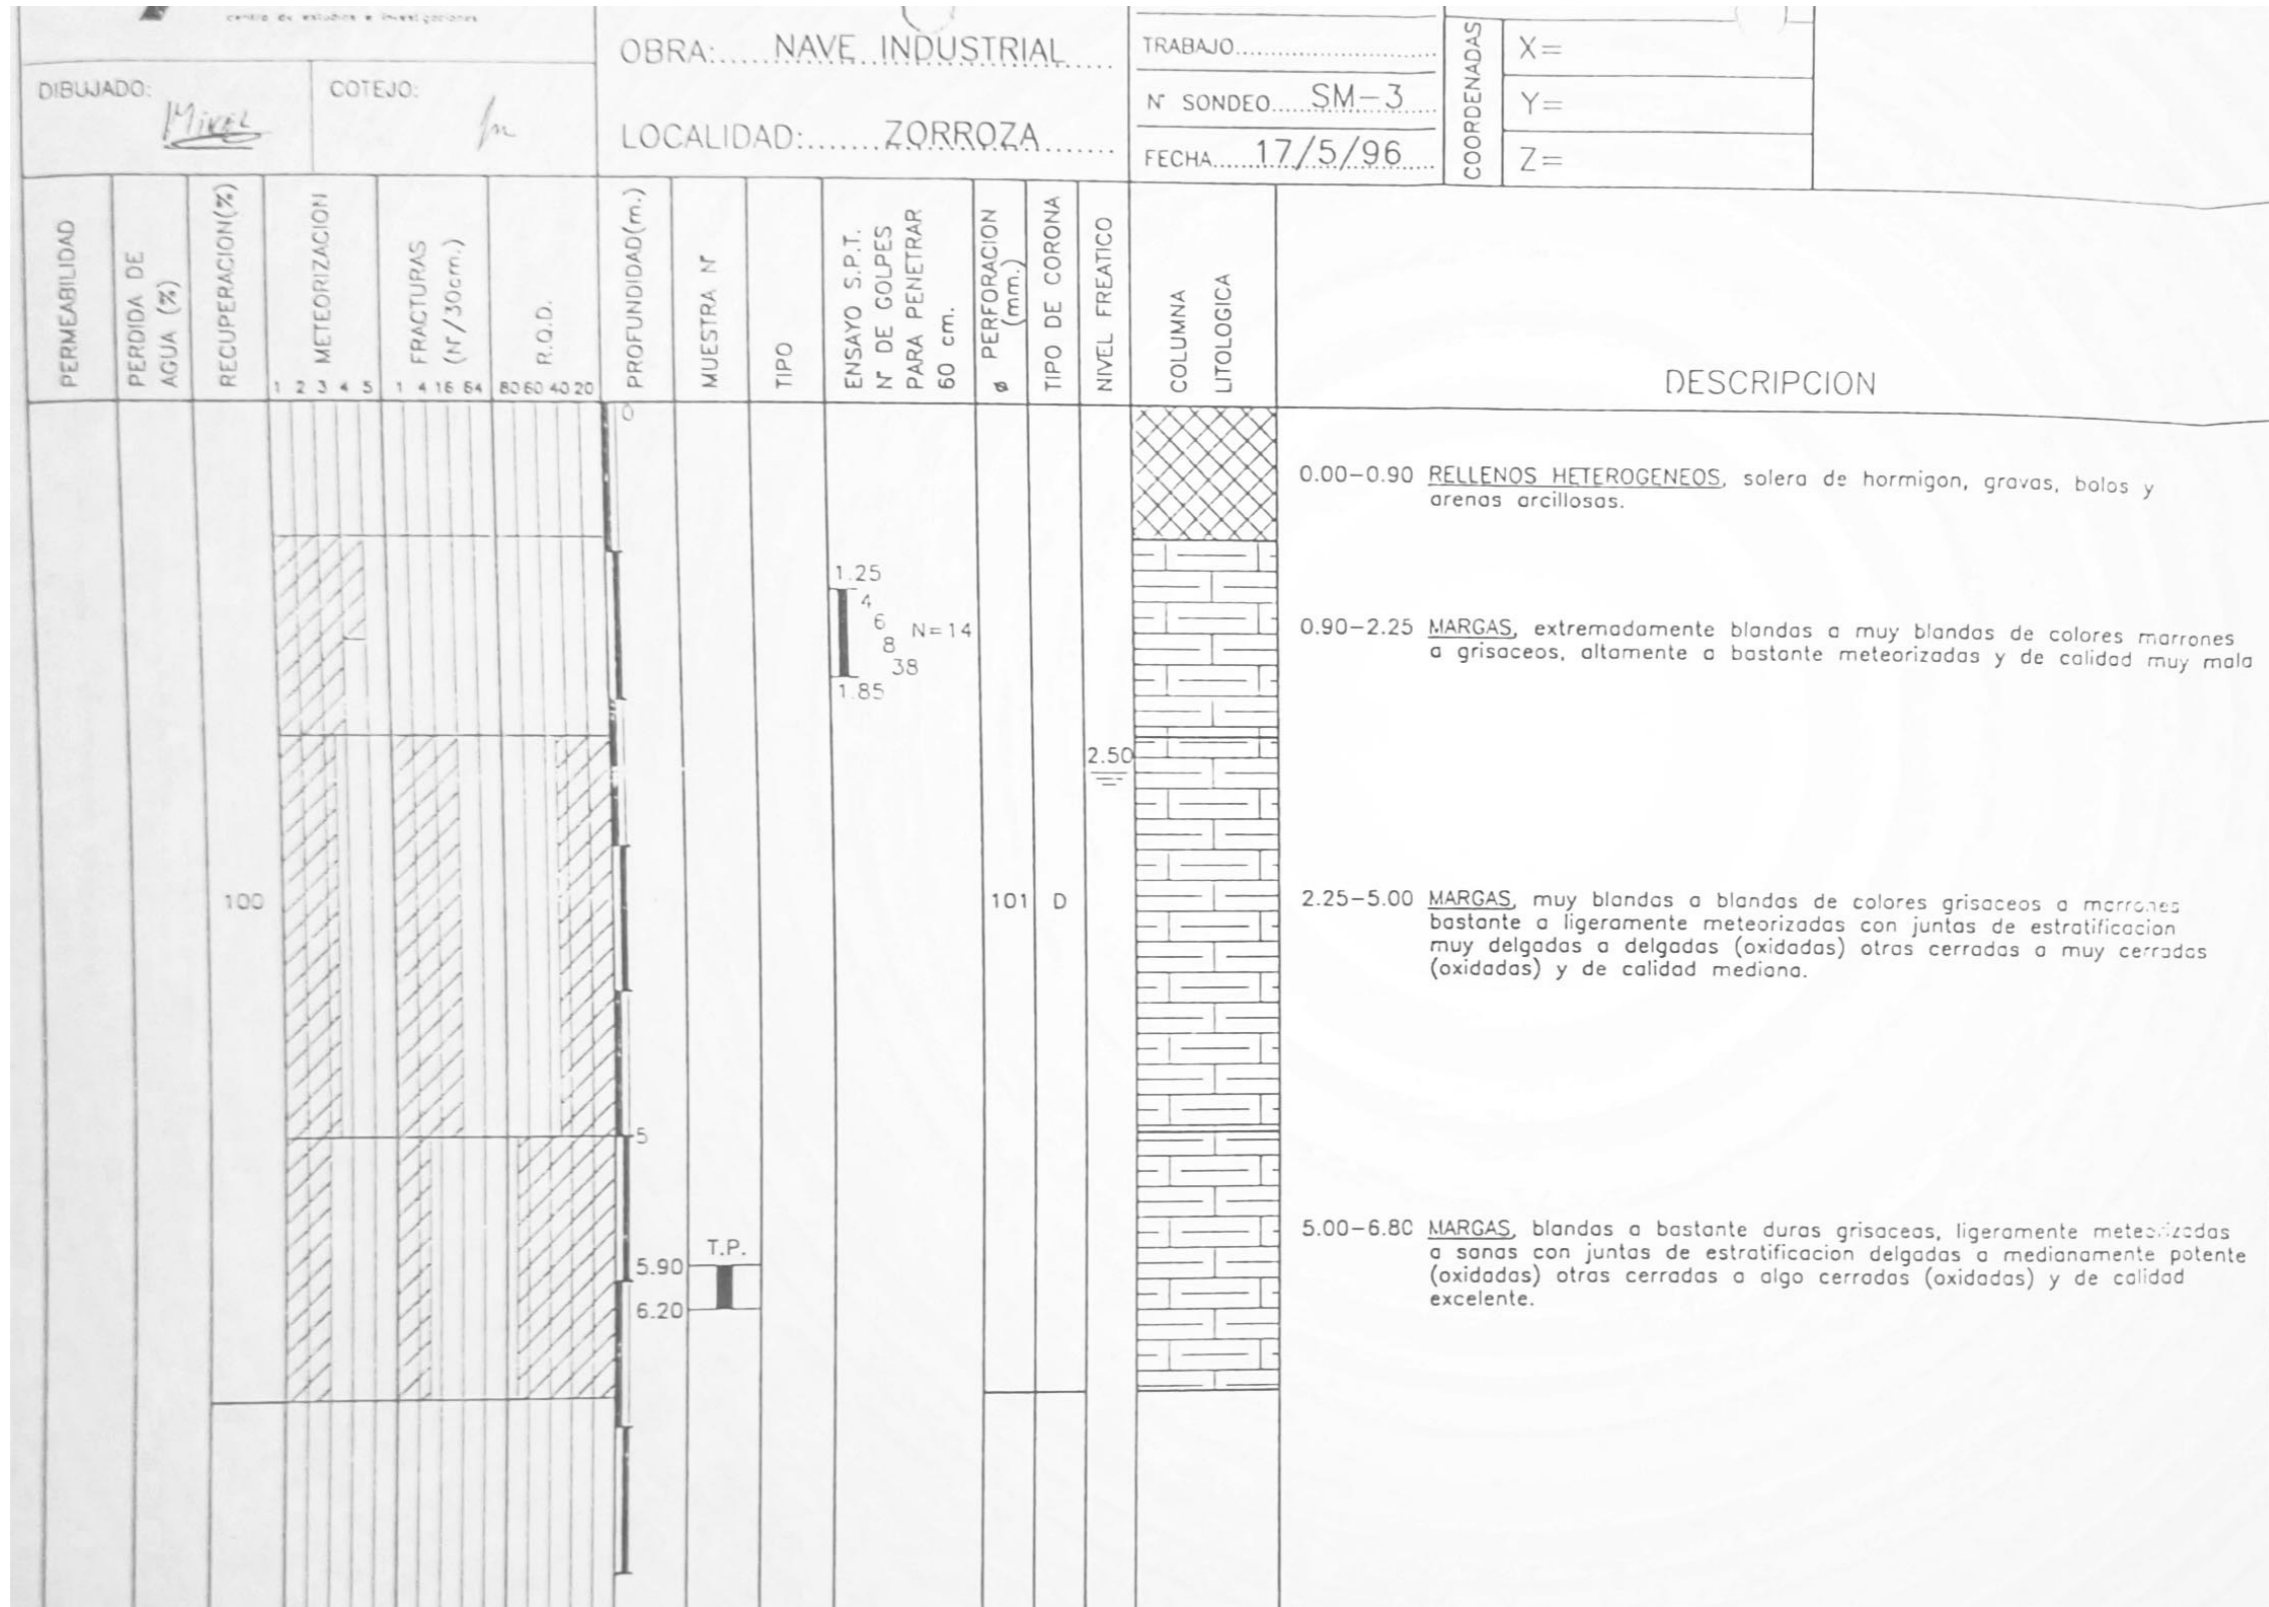 centro de estudios e investigaciones
DIBUJADO:
Mikel
COTEJO:
OBRA:..... NAVE INDUSTRIAL ....
LOCALIDAD:....... ZORROZA .......
TRABAJO...........................
Nº SONDEO..... SM-3 ...
FECHA..... 17/5/96 ...
COORDENADAS
X=
Y=
Z=
PERMEABILIDAD
PERDIDA DE
AGUA (%)
RECUPERACION(%)
METEORIZACION
1 2 3 4 5
FRACTURAS
(Nº/30cm.)
1 4 16 64
R.Q.D.
80 60 40 20
PROFUNDIDAD(m.)
MUESTRA Nº
TIPO
ENSAYO S.P.T.
Nº DE GOLPES
PARA PENETRAR
60 cm.
ø PERFORACION
(mm.)
TIPO DE CORONA
NIVEL FREATICO
COLUMNA
LITOLOGICA
DESCRIPCION
0
0.00-0.90 RELLENOS HETEROGENEOS, solera de hormigon, gravas, bolos y
arenas arcillosas.
1.25
4
6
8
38
N=14
1.85
0.90-2.25 MARGAS, extremadamente blandas a muy blandas de colores marrones
a grisaceos, altamente a bastante meteorizadas y de calidad muy mala
2.50
100
101
D
2.25-5.00 MARGAS, muy blandas a blandas de colores grisaceos a marrones
bastante a ligeramente meteorizadas con juntas de estratificacion
muy delgadas a delgadas (oxidadas) otras cerradas a muy cerradas
(oxidadas) y de calidad mediana.
5
T.P.
5.90
6.20
5.00-6.80 MARGAS, blandas a bastante duras grisaceas, ligeramente meteorizadas
a sanas con juntas de estratificacion delgadas a medianamente potente
(oxidadas) otras cerradas a algo cerradas (oxidadas) y de calidad
excelente.